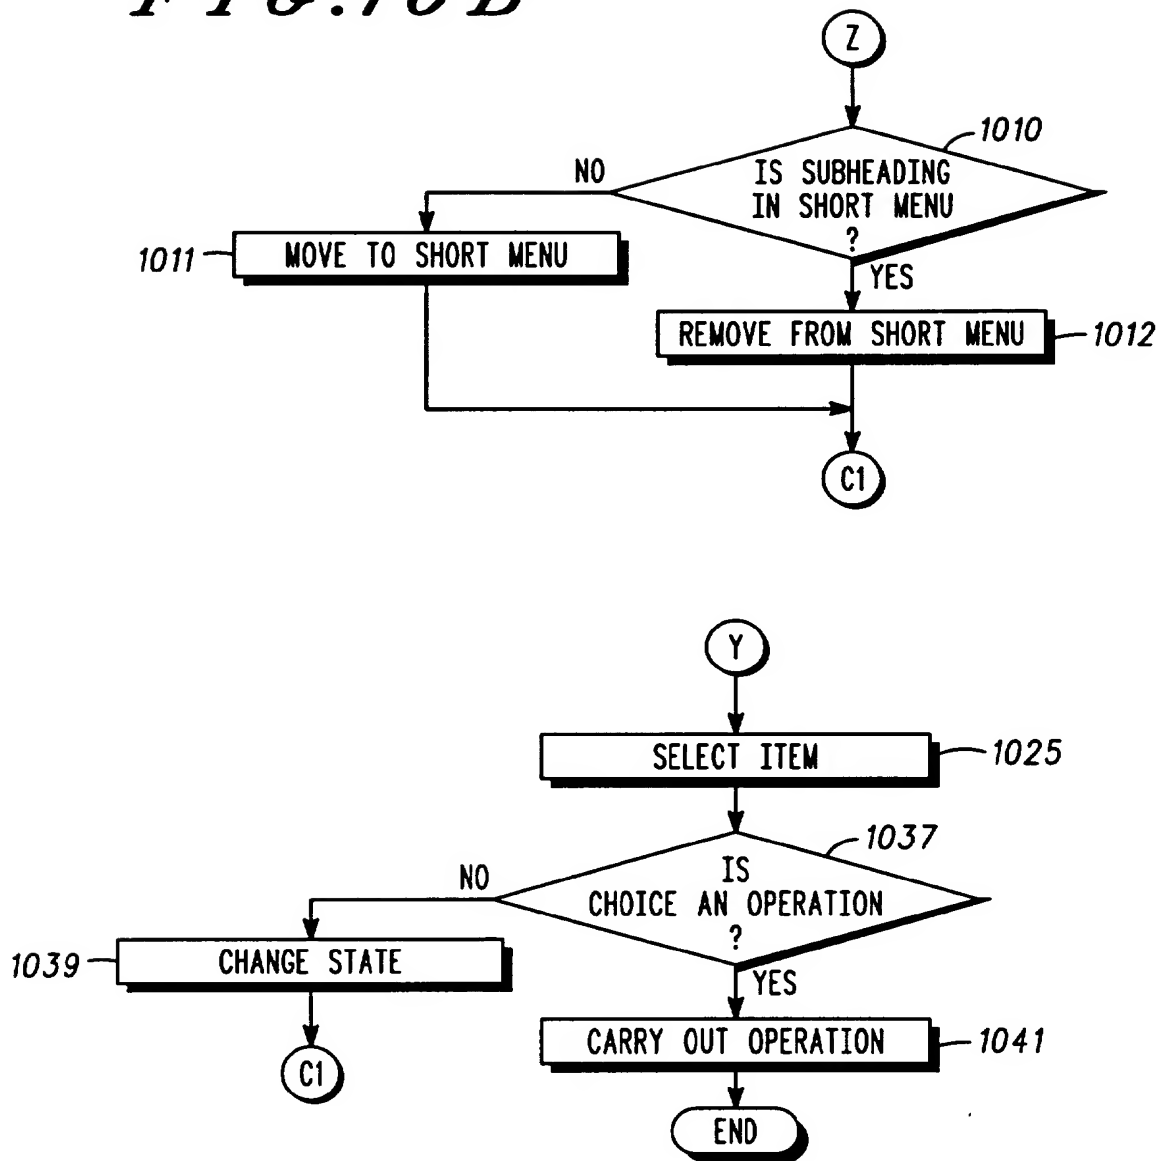 FIG.10B
Z
1010
IS SUBHEADING
IN SHORT MENU
?
NO
YES
1011
MOVE TO SHORT MENU
REMOVE FROM SHORT MENU
1012
C1
Y
SELECT ITEM
1025
1037
IS
CHOICE AN OPERATION
?
NO
YES
1039
CHANGE STATE
CARRY OUT OPERATION
1041
C1
END